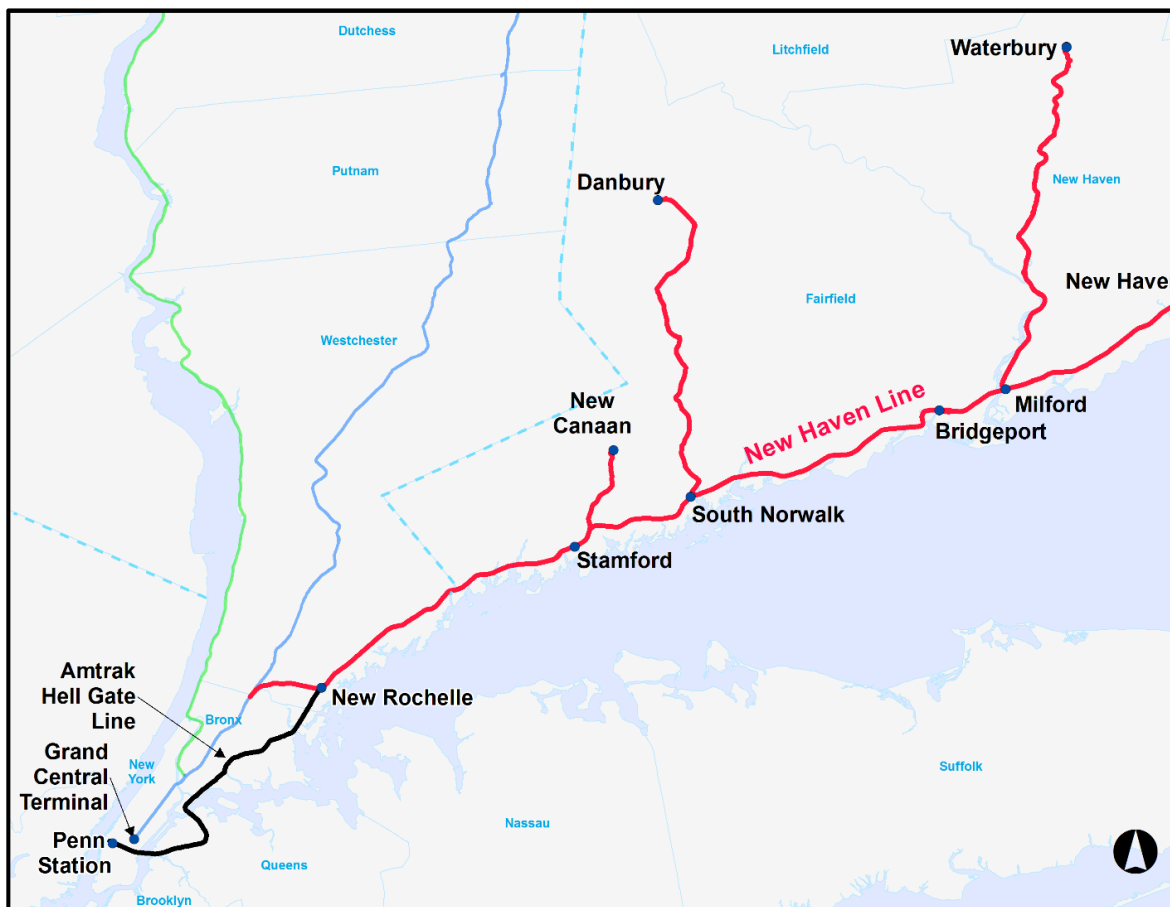 Dutchess
Litchfield
Waterbury
Putnam
Danbury
New Haven
New Have
Fairfield
Westchester
New
Canaan
New Haven Line
Milford
Bridgeport
South Norwalk
Stamford
Amtrak
Hell Gate
Line
New Rochelle
Bronx
Grand
Central
Terminal
New
York
Suffolk
Nassau
Penn
Station
Queens
Brooklyn